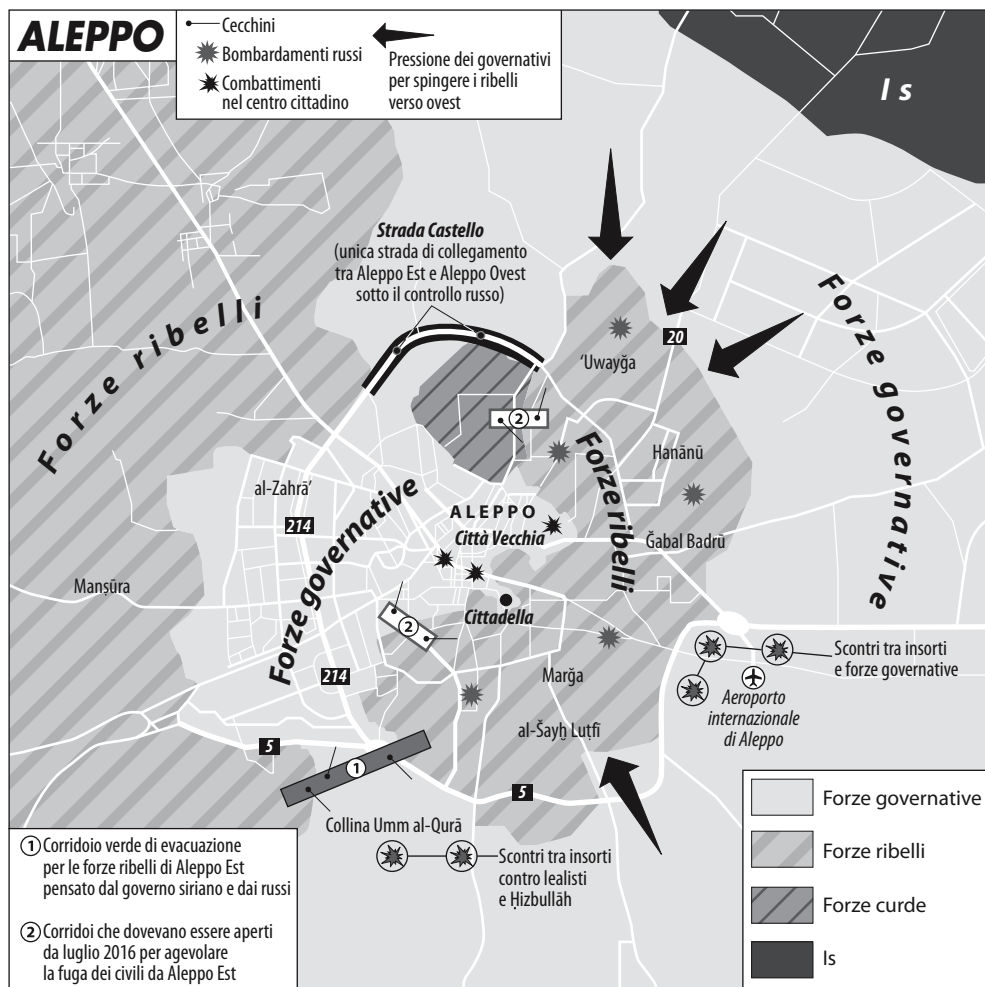 ALEPPO
Cecchini
Bombardamenti russi
Combattimenti
nel centro cittadino
Pressione dei governativi
per spingere i ribelli
verso ovest
Is
Strada Castello
(unica strada di collegamento
tra Aleppo Est e Aleppo Ovest
sotto il controllo russo)
Forze ribelli
Forze governative
20
'Uwayğa
2
Forze ribelli
Hanānū
al-Zahrā’
214
Forze governative
ALEPPO
Città Vecchia
Ğabal Badrū
Manṣūra
Cittadella
2
Scontri tra insorti
e forze governative
214
Marğa
Aeroporto
internazionale
di Aleppo
al-Šayḫ Luṭfī
5
1
5
Collina Umm al-Qurā
Scontri tra insorti
contro lealisti
e Ḥizbullāh
1 Corridoio verde di evacuazione
per le forze ribelli di Aleppo Est
pensato dal governo siriano e dai russi
2 Corridoi che dovevano essere aperti
da luglio 2016 per agevolare
la fuga dei civili da Aleppo Est
Forze governative
Forze ribelli
Forze curde
Is